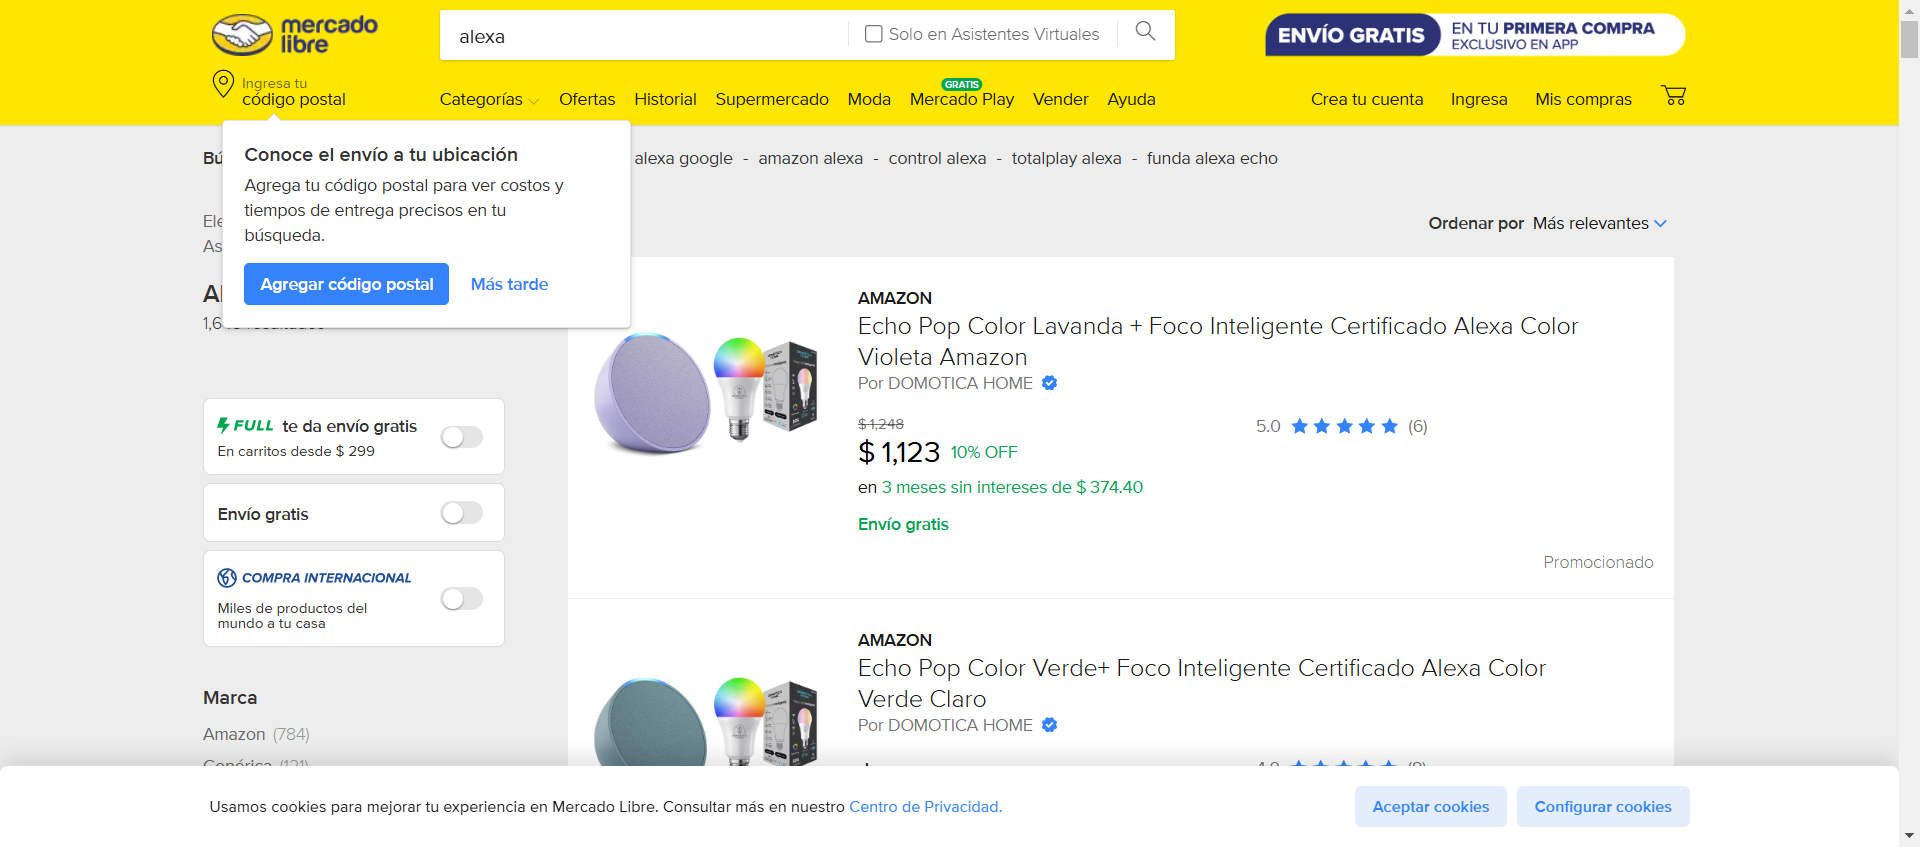 mercado
libre
alexa
Solo en Asistentes Virtuales
ENVÍO GRATIS
EN TU PRIMERA COMPRA
EXCLUSIVO EN APP
Ingresa tu
código postal
Categorías
Ofertas
Historial
Supermercado
Moda
GRATIS
Mercado Play
Vender
Ayuda
Crea tu cuenta
Ingresa
Mis compras
Conoce el envío a tu ubicación
Agrega tu código postal para ver costos y
tiempos de entrega precisos en tu
búsqueda.
Agregar código postal
Más tarde
alexa google - amazon alexa - control alexa - totalplay alexa - funda alexa echo
Ordenar por Más relevantes
FULL te da envío gratis
En carritos desde $ 299
Envío gratis
COMPRA INTERNACIONAL
Miles de productos del
mundo a tu casa
Marca
Amazon (784)
AMAZON
Echo Pop Color Lavanda + Foco Inteligente Certificado Alexa Color
Violeta Amazon
Por DOMOTICA HOME
$ 1,248
$ 1,123 10% OFF
en 3 meses sin intereses de $ 374.40
Envío gratis
5.0 (6)
Promocionado
AMAZON
Echo Pop Color Verde+ Foco Inteligente Certificado Alexa Color
Verde Claro
Por DOMOTICA HOME
Usamos cookies para mejorar tu experiencia en Mercado Libre. Consultar más en nuestro Centro de Privacidad.
Aceptar cookies
Configurar cookies